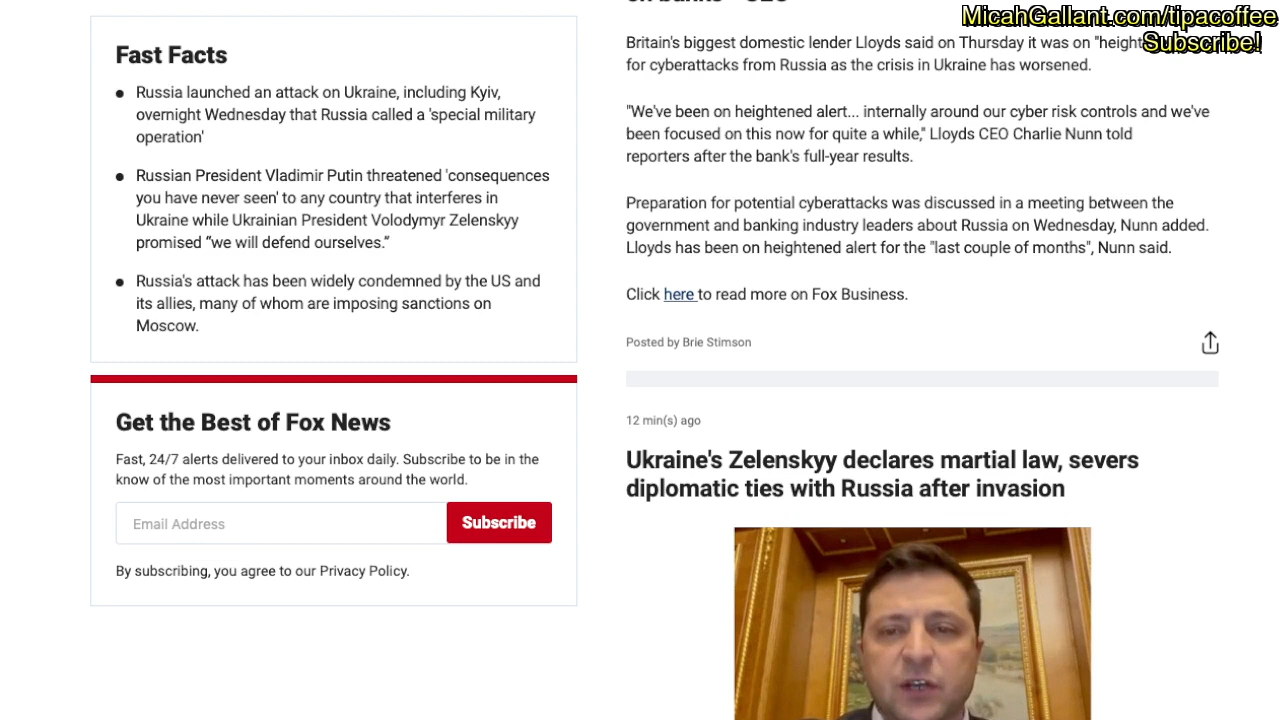 MicahGallant.com/tipacoffee
Subscribe!
Fast Facts
Russia launched an attack on Ukraine, including Kyiv,
overnight Wednesday that Russia called a 'special military
operation'
Russian President Vladimir Putin threatened 'consequences
you have never seen' to any country that interferes in
Ukraine while Ukrainian President Volodymyr Zelenskyy
promised “we will defend ourselves.”
Russia's attack has been widely condemned by the US and
its allies, many of whom are imposing sanctions on
Moscow.
Get the Best of Fox News
Fast, 24/7 alerts delivered to your inbox daily. Subscribe to be in the
know of the most important moments around the world.
Email Address
Subscribe
By subscribing, you agree to our Privacy Policy.
Britain's biggest domestic lender Lloyds said on Thursday it was on
for cyberattacks from Russia as the crisis in Ukraine has worsened.
"We've been on heightened alert... internally around our cyber risk controls and we've
been focused on this now for quite a while," Lloyds CEO Charlie Nunn told
reporters after the bank's full-year results.
Preparation for potential cyberattacks was discussed in a meeting between the
government and banking industry leaders about Russia on Wednesday, Nunn added.
Lloyds has been on heightened alert for the "last couple of months", Nunn said.
Click here to read more on Fox Business.
Posted by Brie Stimson
12 min(s) ago
Ukraine's Zelenskyy declares martial law, severs
diplomatic ties with Russia after invasion